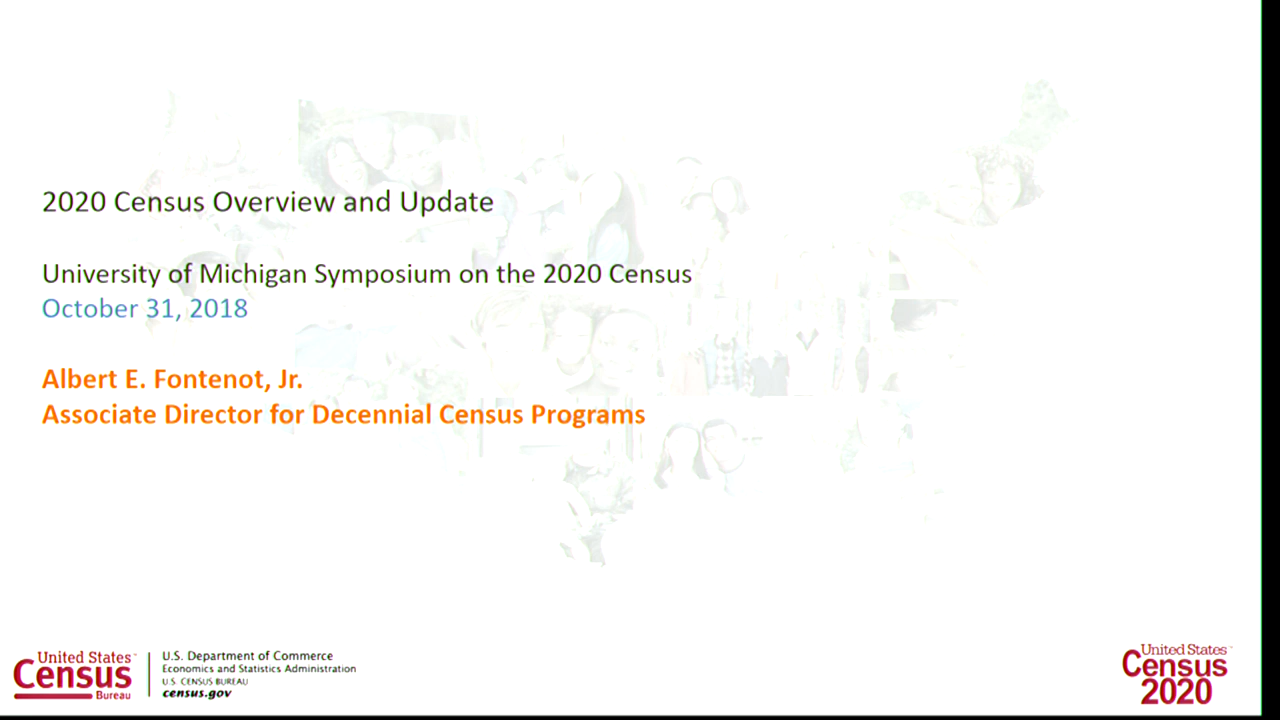 2020 Census Overview and Update
University of Michigan Symposium on the 2020 Census
October 31, 2018
Albert E. Fontenot, Jr.
Associate Director for Decennial Census Programs
United States™
Census
Bureau
U.S. Department of Commerce
Economics and Statistics Administration
U.S. CENSUS BUREAU
census.gov
United States™
Census
2020